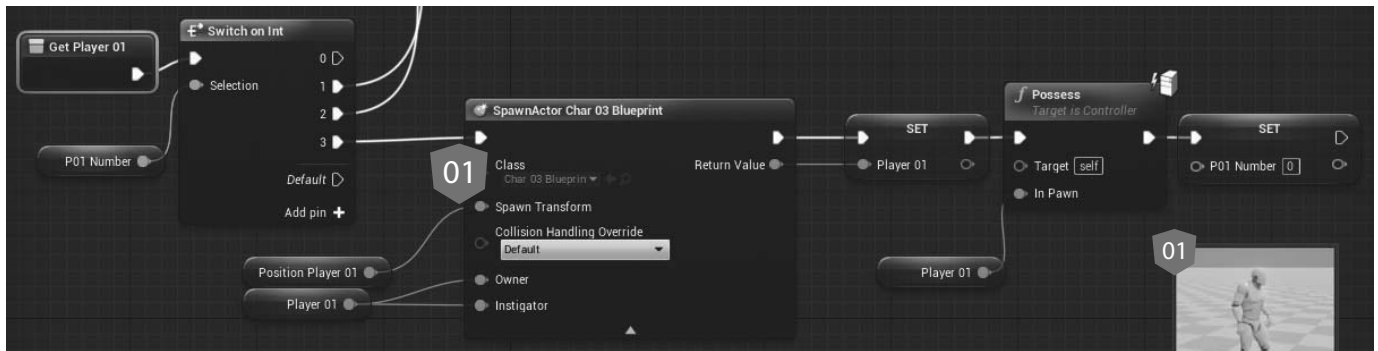 Get Player 01
P01 Number
Switch on Int
Selection
0
1
2
3
Default
Add pin +
Position Player 01
Player 01
SpawnActor Char 03 Blueprint
01
Class
Char 03 Blueprin
Return Value
Spawn Transform
Collision Handling Override
Default
Owner
Instigator
SET
Player 01
Player 01
f Possess
Target is Controller
Target self
In Pawn
SET
P01 Number 0
01